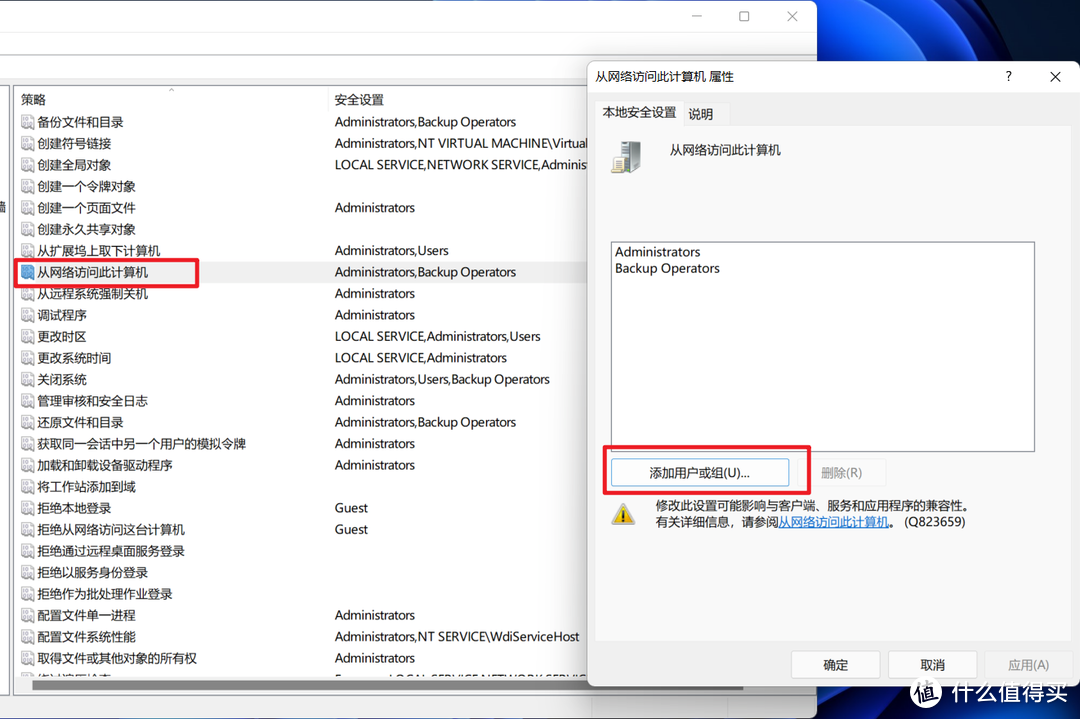 策略 安全设置
备份文件和目录 Administrators,Backup Operators
创建符号链接 Administrators,NT VIRTUAL MACHINE\Virtual
创建全局对象 LOCAL SERVICE,NETWORK SERVICE,Adminis
创建一个令牌对象
创建一个页面文件 Administrators
创建永久共享对象
从扩展坞上取下计算机 Administrators,Users
从网络访问此计算机 Administrators,Backup Operators
从远程系统强制关机 Administrators
调试程序 Administrators
更改时区 LOCAL SERVICE,Administrators,Users
更改系统时间 LOCAL SERVICE,Administrators
关闭系统 Administrators,Users,Backup Operators
管理审核和安全日志 Administrators
还原文件和目录 Administrators,Backup Operators
获取同一会话中另一个用户的模拟令牌 Administrators
加载和卸载设备驱动程序 Administrators
将工作站添加到域
拒绝本地登录 Guest
拒绝从网络访问这台计算机 Guest
拒绝通过远程桌面服务登录
拒绝以服务身份登录
拒绝作为批处理作业登录
配置文件单一进程 Administrators
配置文件系统性能 Administrators,NT SERVICE\WdiServiceHost
取得文件或其他对象的所有权 Administrators
从网络访问此计算机 属性
?
本地安全设置 说明
从网络访问此计算机
Administrators
Backup Operators
添加用户或组(U)... 删除(R)
修改此设置可能影响与客户端、服务和应用程序的兼容性。
有关详细信息，请参阅从网络访问此计算机。 (Q823659)
确定 取消 应用(A)
值 什么值得买